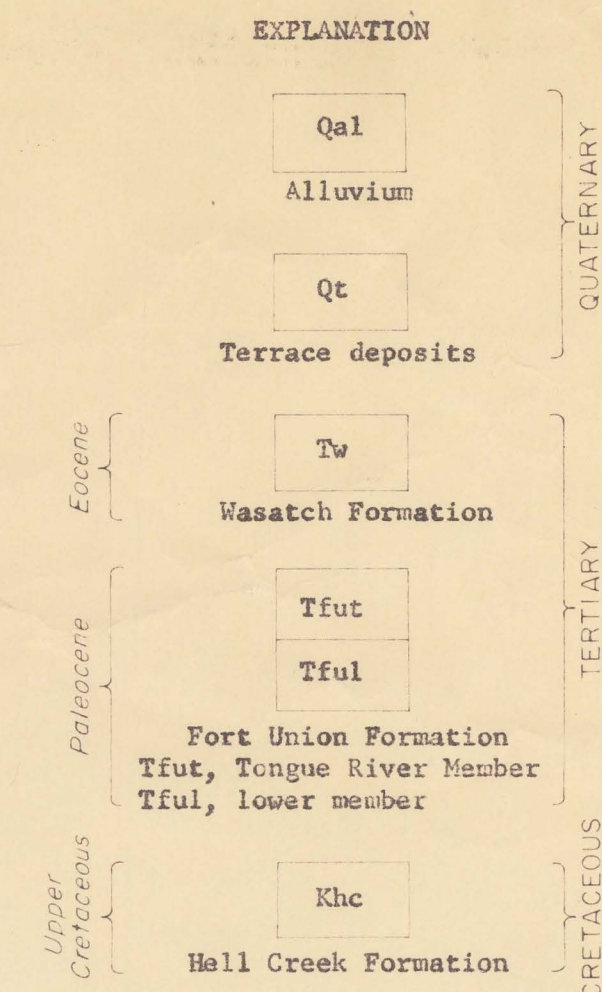 EXPLANATION
Qal
Alluvium
Qt
Terrace deposits
QUATERNARY
Eocene
Tw
Wasatch Formation
Paleocene
Tfut
Tful
Fort Union Formation
Tfut, Tongue River Member
Tful, lower member
TERTIARY
Upper
Cretaceous
Khc
Hell Creek Formation
CRETACEOUS